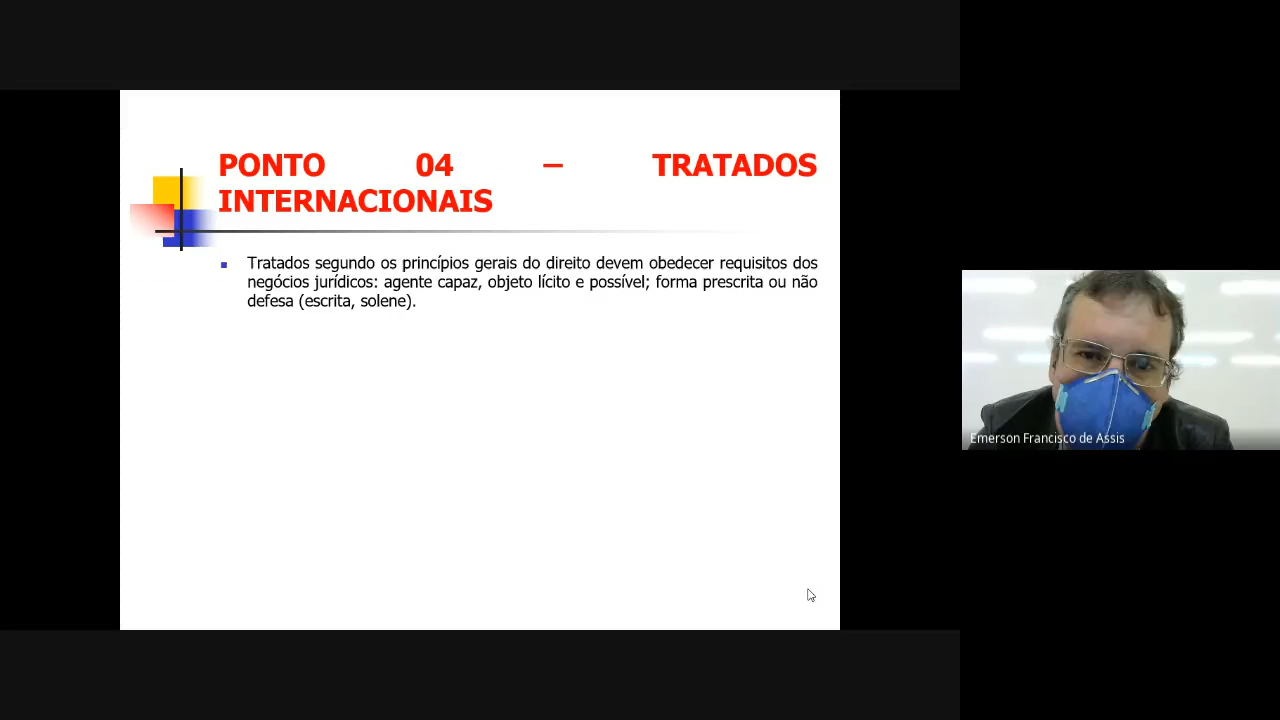 PONTO 04 – TRATADOS
INTERNACIONAIS
Tratados segundo os princípios gerais do direito devem obedecer requisitos dos
negócios jurídicos: agente capaz, objeto lícito e possível; forma prescrita ou não
defesa (escrita, solene).
Emerson Francisco de Assis